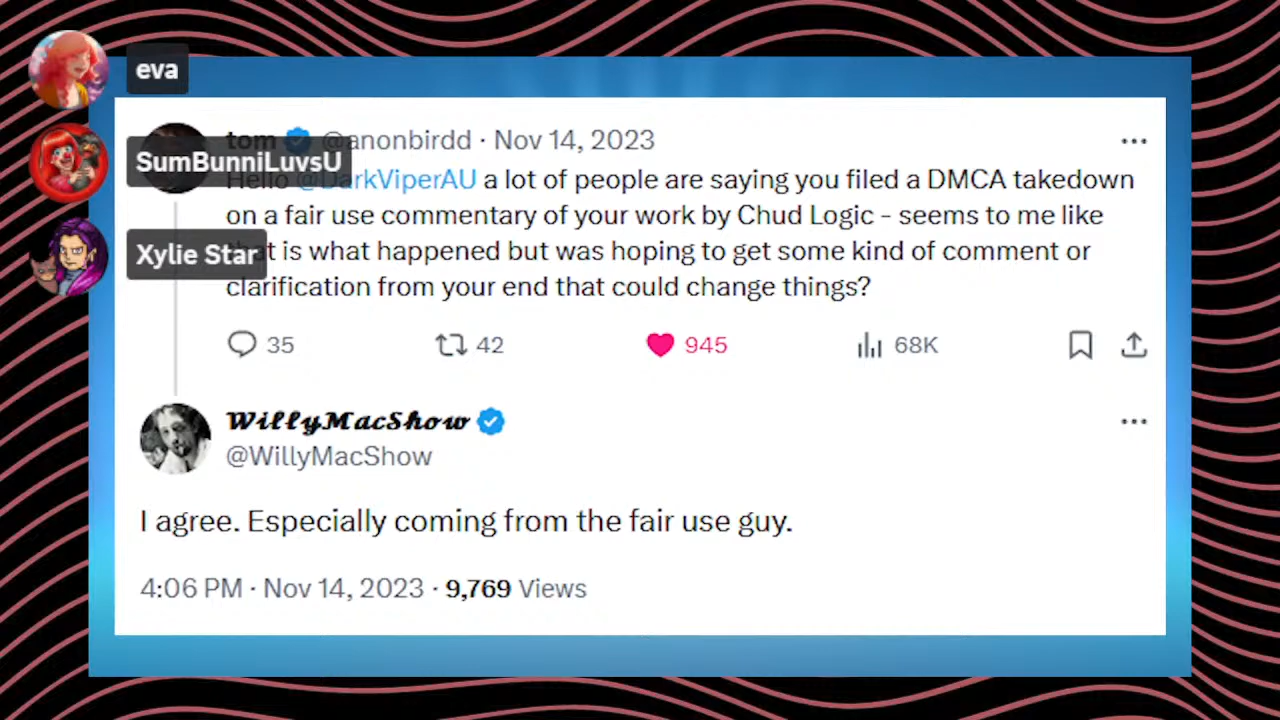 eva
tom @anonbirdd · Nov 14, 2023
SumBunniLuvsU
Hello @DarkViperAU a lot of people are saying you filed a DMCA takedown
on a fair use commentary of your work by Chud Logic - seems to me like
Xylie Star
that is what happened but was hoping to get some kind of comment or
clarification from your end that could change things?
35 42 945 68K
WillyMacShow
@WillyMacShow
I agree. Especially coming from the fair use guy.
4:06 PM · Nov 14, 2023 · 9,769 Views